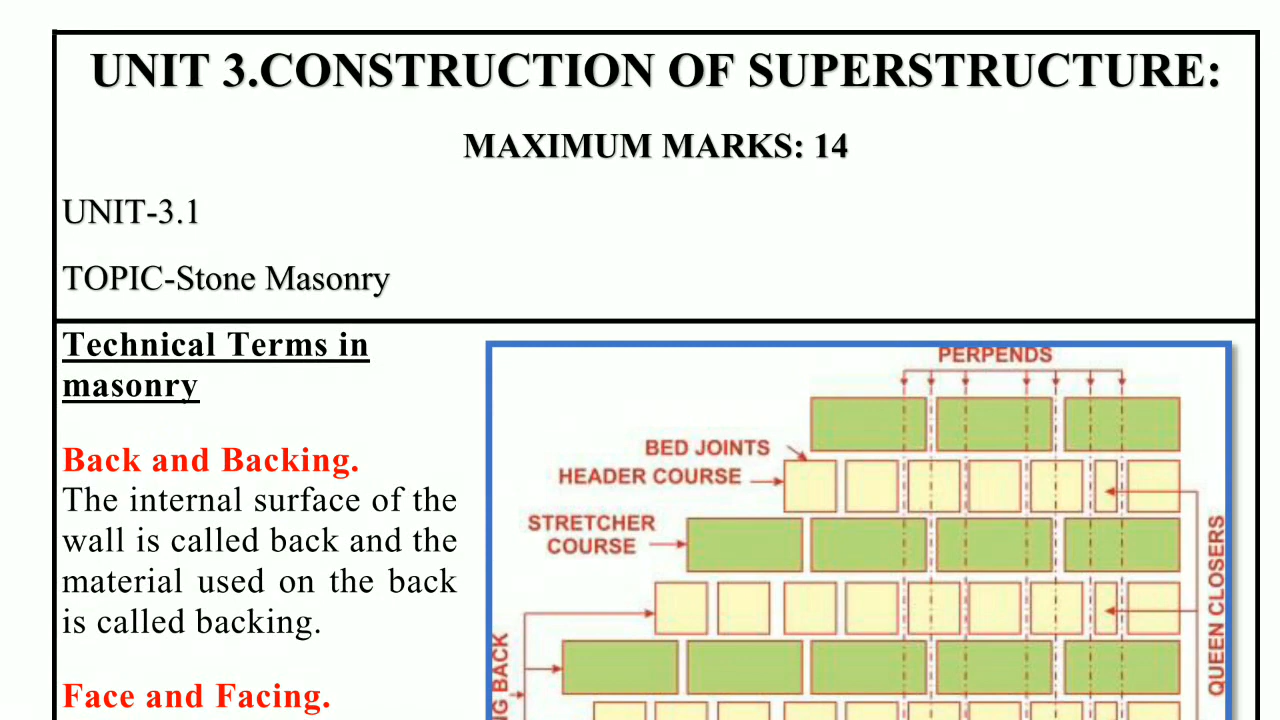 UNIT 3.CONSTRUCTION OF SUPERSTRUCTURE:
MAXIMUM MARKS: 14
UNIT-3.1
TOPIC-Stone Masonry
Technical Terms in
masonry
Back and Backing.
The internal surface of the
wall is called back and the
material used on the back
is called backing.
Face and Facing.
PERPENDS
BED JOINTS
HEADER COURSE
STRETCHER
COURSE
QUEEN CLOSERS
BACK